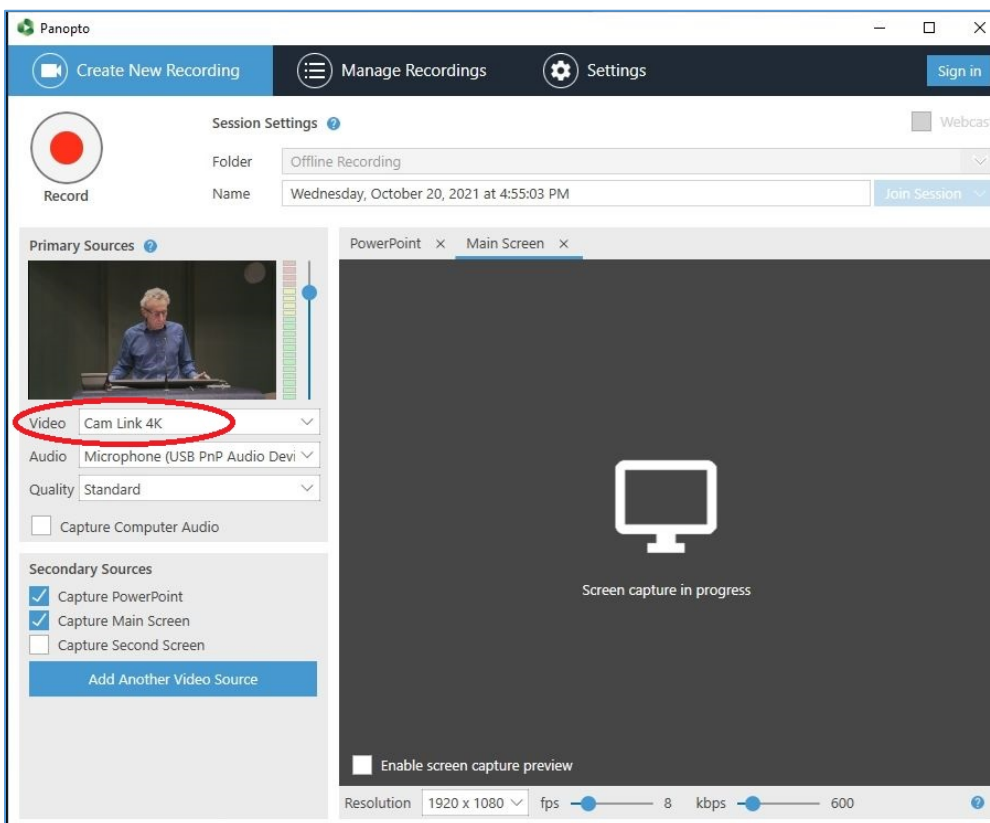 Panopto
Create New Recording Manage Recordings Settings Sign in
Session Settings ? Webcas
Folder Offline Recording
Record Name Wednesday, October 20, 2021 at 4:55:03 PM Join Session
Primary Sources ? PowerPoint × Main Screen ×
Video Cam Link 4K
Audio Microphone (USB PnP Audio Devi
Quality Standard
Capture Computer Audio
Secondary Sources
Capture PowerPoint
Capture Main Screen
Capture Second Screen
Add Another Video Source
Screen capture in progress
Enable screen capture preview
Resolution 1920 x 1080 fps 8 kbps 600 ?